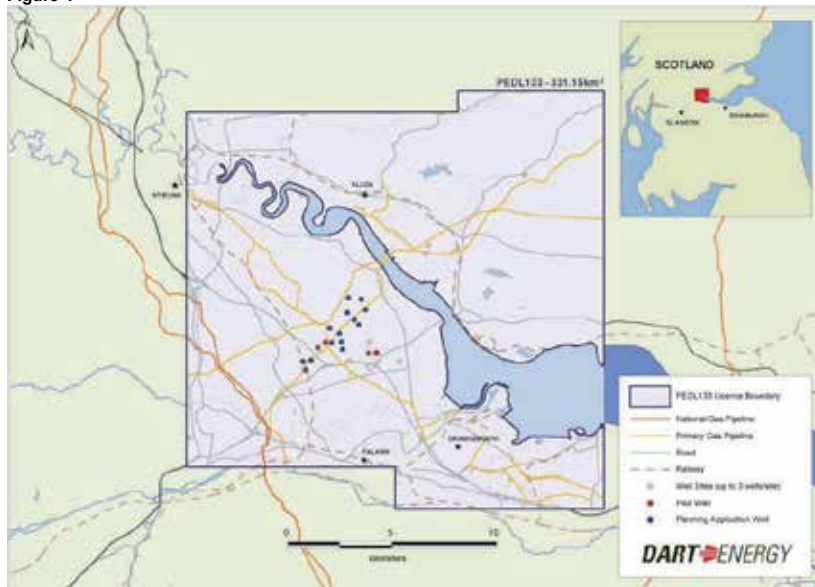 Figure 1
PEDL133 - 331.15km²
SCOTLAND
GLASGOW
EDINBURGH
STIRLING
ALLOA
FALKIRK
GRANGEMOUTH
PEDL133 Licence Boundary
National Gas Pipeline
Primary Gas Pipeline
Road
Railway
Well Sites (up to 3 wells/site)
Pilot Well
Planning Application Well
0 5 10
kilometers
DART ENERGY